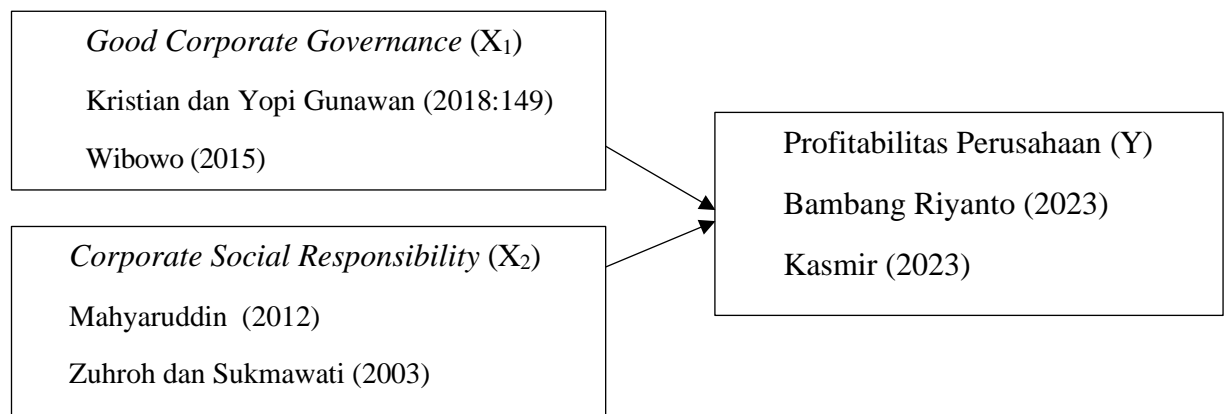 Good Corporate Governance (X₁)
Kristian dan Yopi Gunawan (2018:149)
Wibowo (2015)
Corporate Social Responsibility (X₂)
Mahyaruddin (2012)
Zuhroh dan Sukmawati (2003)
Profitabilitas Perusahaan (Y)
Bambang Riyanto (2023)
Kasmir (2023)